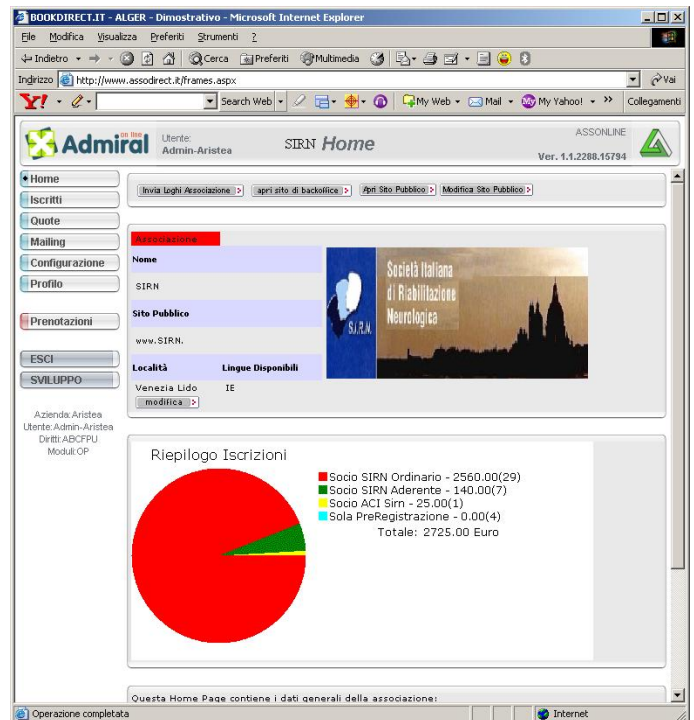 BOOKDIRECT.IT - ALGER - Dimostrativo - Microsoft Internet Explorer
File Modifica Visualizza Preferiti Strumenti ?
Indietro Cerca Preferiti Multimedia
Indirizzo http://www.assodirect.it/frames.aspx Vai
Y! Search Web My Web Mail My Yahoo! >> Collegamenti
Admiral on line
Utente:
Admin-Aristea
SIRN Home
ASSONLINE
Ver. 1.1.2288.15794
Home
Iscritti
Quote
Mailing
Configurazione
Profilo
Prenotazioni
ESCI
SVILUPPO
Azienda: Aristea
Utente: Admin-Aristea
Diritti: ABCFPU
Moduli: OP
Invia Loghi Associazione apri sito di backoffice Apri Sito Pubblico Modifica Sito Pubblico
Associazione
Nome
SIRN
Sito Pubblico
www.SIRN.
Località Lingue Disponibili
Venezia Lido IE
modifica
S.I.R.N.
Società Italiana
di Riabilitazione
Neurologica
Riepilogo Iscrizioni
Socio SIRN Ordinario - 2560.00(29)
Socio SIRN Aderente - 140.00(7)
Socio ACI Sirn - 25.00(1)
Sola PreRegistrazione - 0.00(4)
Totale: 2725.00 Euro
Questa Home Page contiene i dati generali della associazione:
Operazione completata Internet